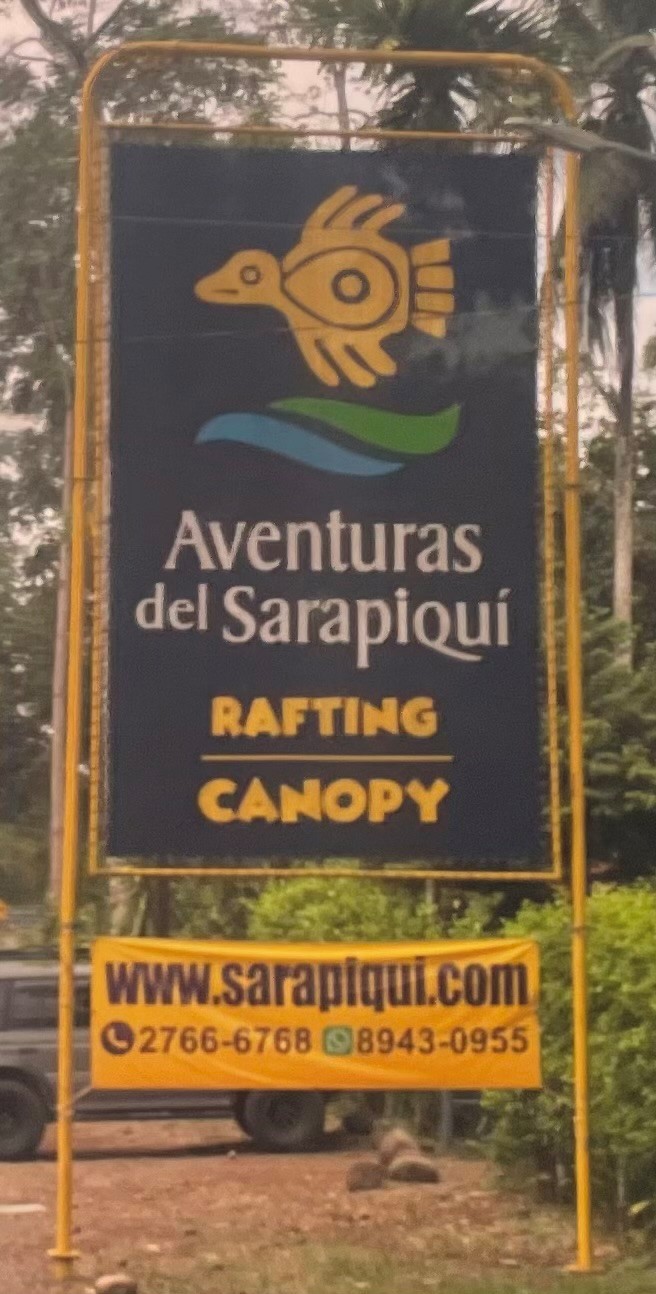 Aventuras
del Sarapiquí
RAFTING
CANOPY
www.sarapiqui.com
2766-6768 8943-0955